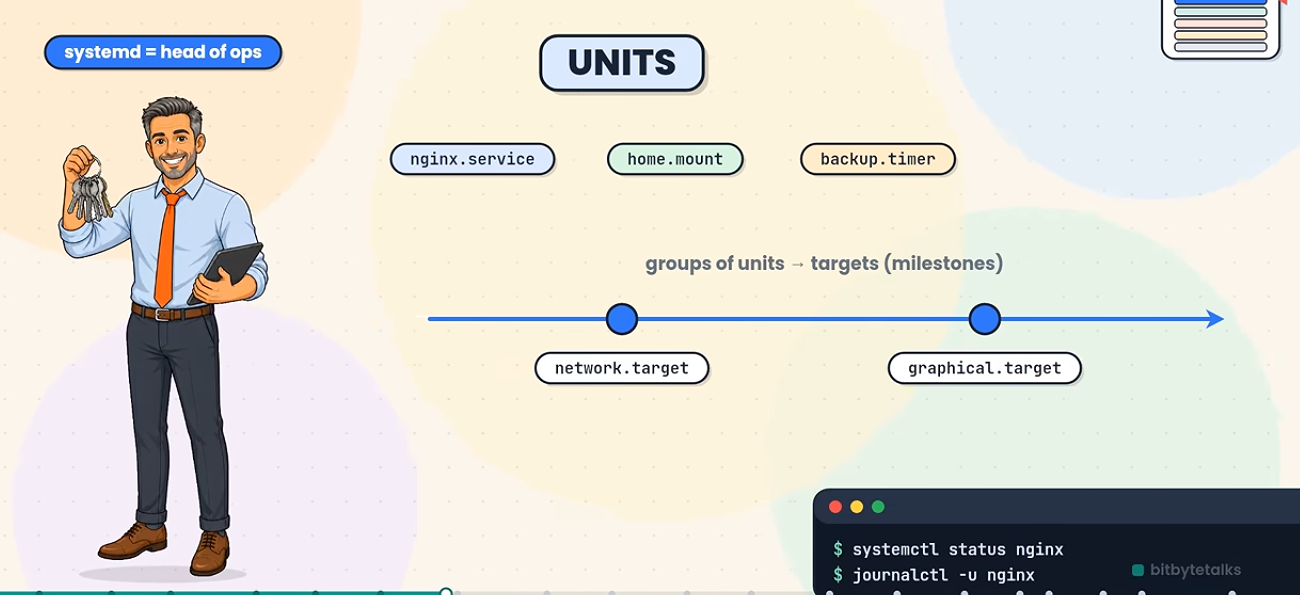 systemd = head of ops
UNITS
nginx.service
home.mount
backup.timer
groups of units → targets (milestones)
network.target
graphical.target
$ systemctl status nginx
$ journalctl -u nginx
bitbytetalks